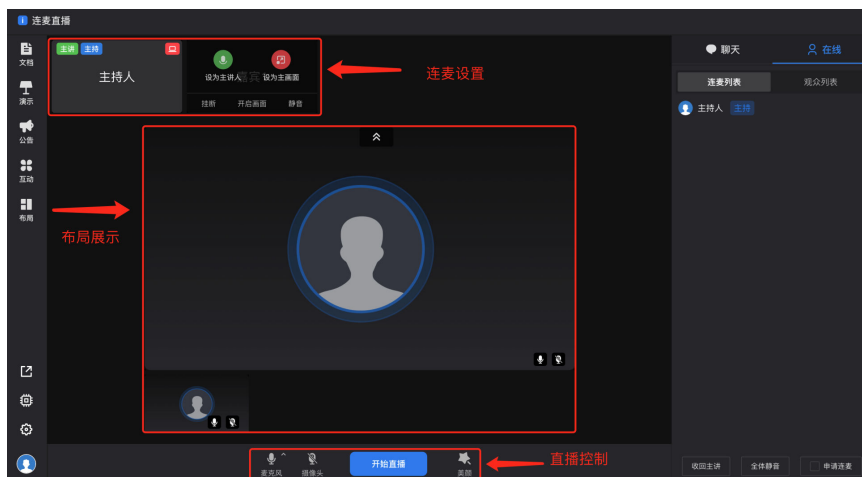 连麦直播
文档
演示
公告
互动
布局
主讲 主持
主持人
设为主讲人 嘉宾 设为主画面
挂断 开启画面 静音
连麦设置
布局展示
麦克风 摄像头 开始直播 美颜
直播控制
聊天 在线
连麦列表 观众列表
主持人 主持
收回主讲 全体静音 申请连麦